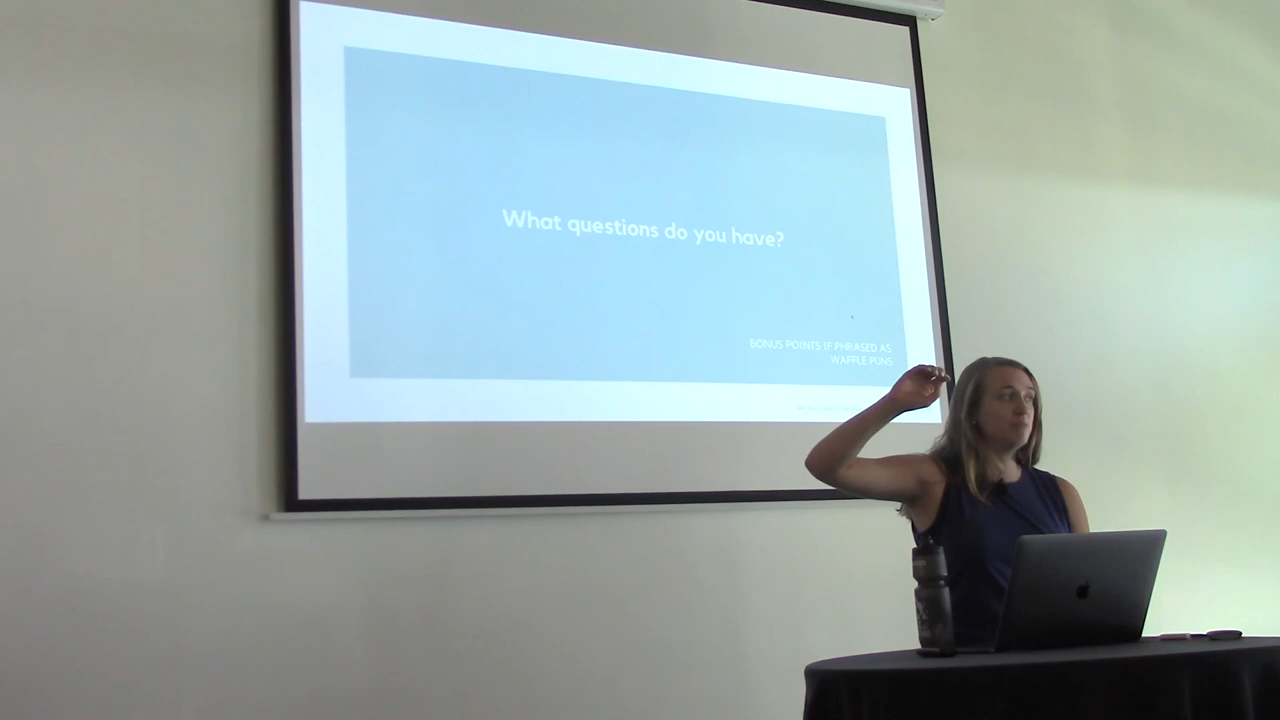 What questions do you have?
BONUS POINTS IF PHRASED AS
WAFFLE PUNS